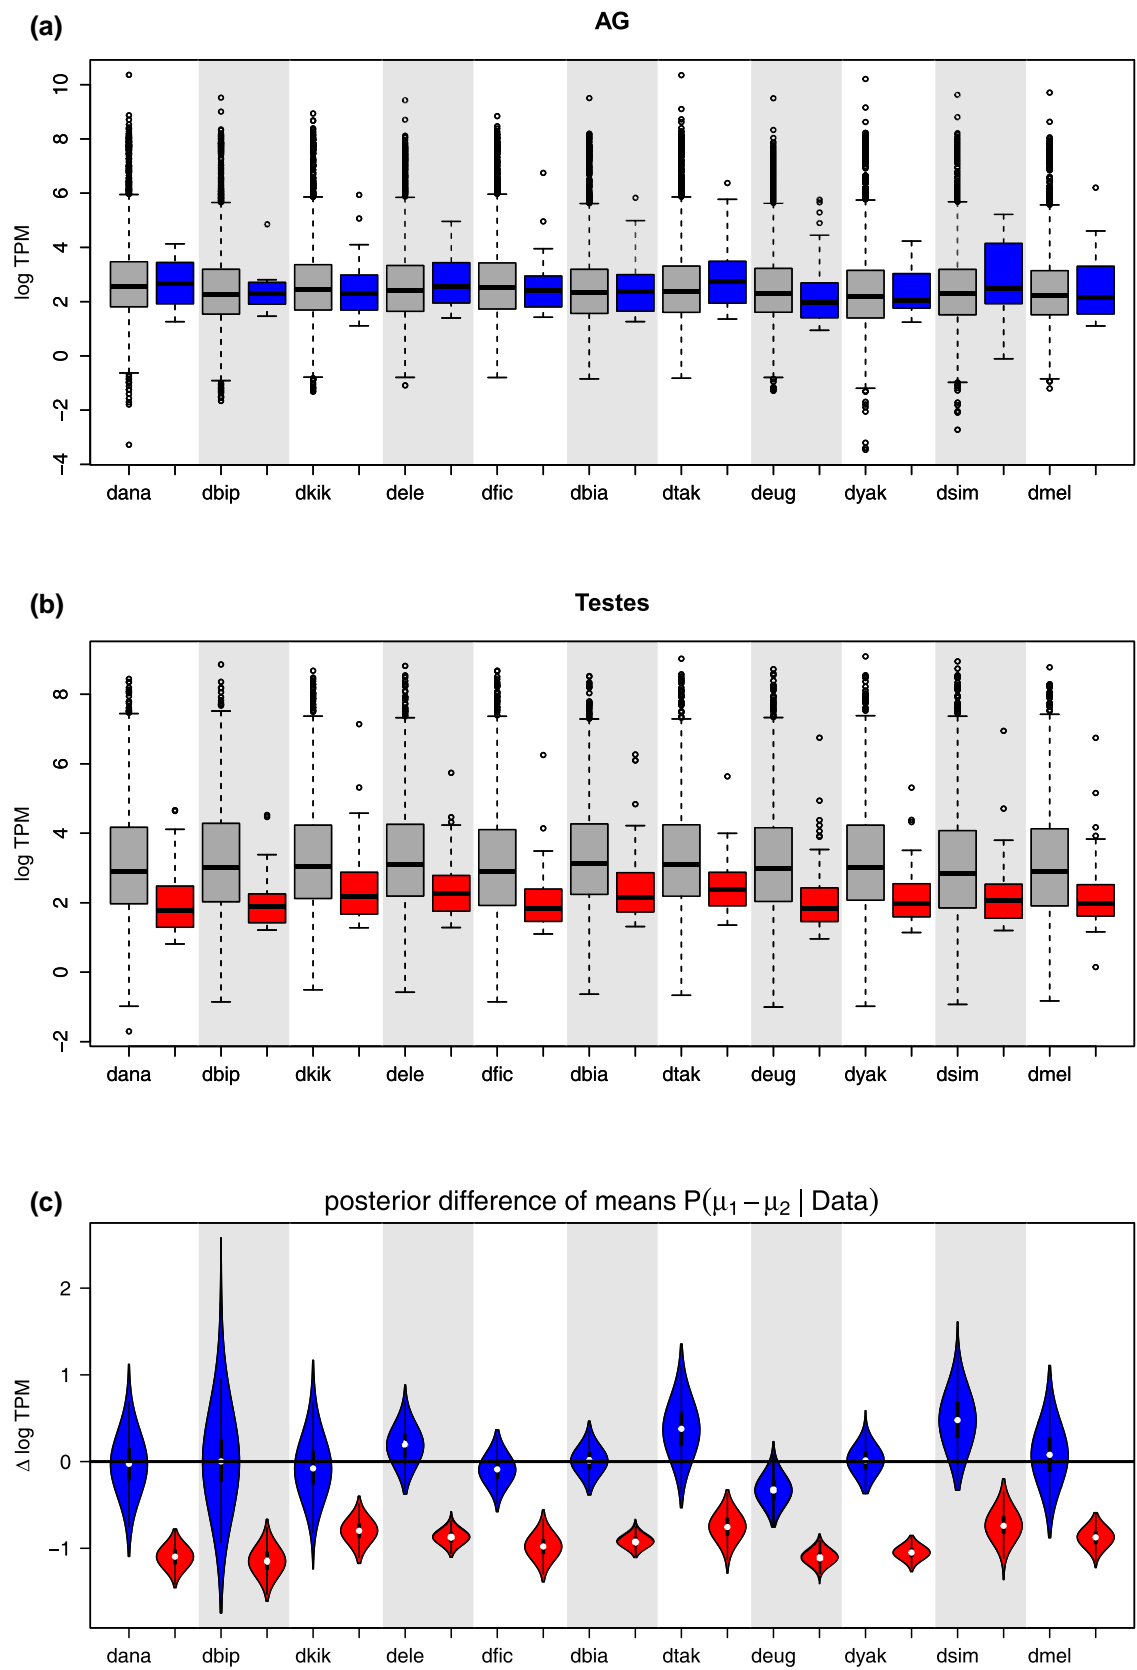 (a)
AG
log TPM
10
8
6
4
2
0
−2
−4
dana dbip dkik dele dfic dbia dtak deug dyak dsim dmel
(b)
Testes
log TPM
8
6
4
2
0
−2
dana dbip dkik dele dfic dbia dtak deug dyak dsim dmel
(c)
posterior difference of means P(μ₁−μ₂ | Data)
Δ log TPM
2
1
0
−1
dana dbip dkik dele dfic dbia dtak deug dyak dsim dmel